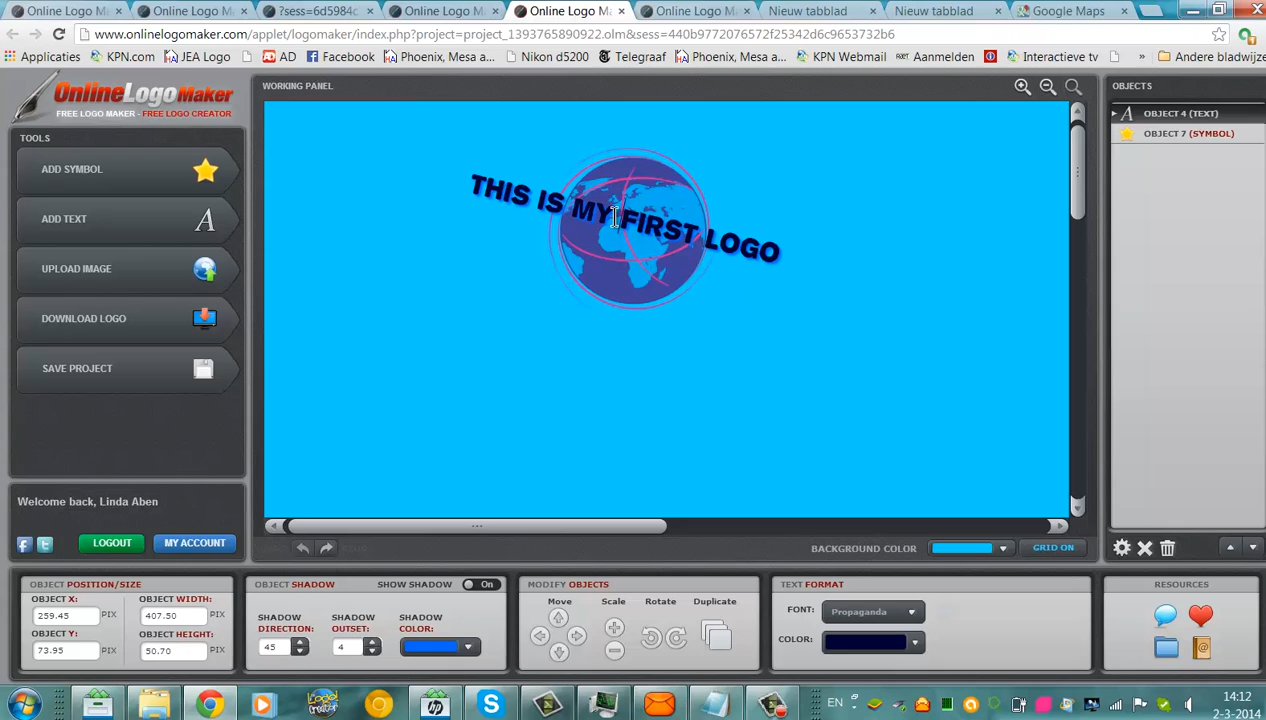 Online Logo Ma
Online Logo Ma
?sess=6d5984c
Online Logo M
Online Logo Ma
Online Logo M
Nieuw tabblad
Nieuw tabblad
Google Maps
www.onlinelogomaker.com/applet/logomaker/index.php?project=project_1393765890922.olm&sess=440b9772076572f25342d6c9653732b6
Applicaties
KPN.com
JEA Logo
AD
Facebook
Phoenix, Mesa a...
Nikon d5200
Telegraaf
Phoenix, Mesa a...
KPN Webmail
Aanmelden
Interactieve tv
»
Andere bladwijze
OnlineLogoMaker
FREE LOGO MAKER - FREE LOGO CREATOR
TOOLS
ADD SYMBOL
ADD TEXT
UPLOAD IMAGE
DOWNLOAD LOGO
SAVE PROJECT
Welcome back, Linda Aben
LOGOUT
MY ACCOUNT
WORKING PANEL
THIS IS MY FIRST LOGO
BACKGROUND COLOR
GRID ON
OBJECTS
OBJECT 4 (TEXT)
OBJECT 7 (SYMBOL)
OBJECT POSITION/SIZE
OBJECT X:
OBJECT WIDTH:
259.45 PIX
407.50 PIX
OBJECT Y:
OBJECT HEIGHT:
73.95 PIX
50.70 PIX
OBJECT SHADOW
SHOW SHADOW
On
SHADOW DIRECTION:
SHADOW OUTSET:
SHADOW COLOR:
45
4
MODIFY OBJECTS
Move
Scale
Rotate
Duplicate
TEXT FORMAT
FONT:
Propaganda
COLOR:
RESOURCES
EN
14:12
2-3-2014